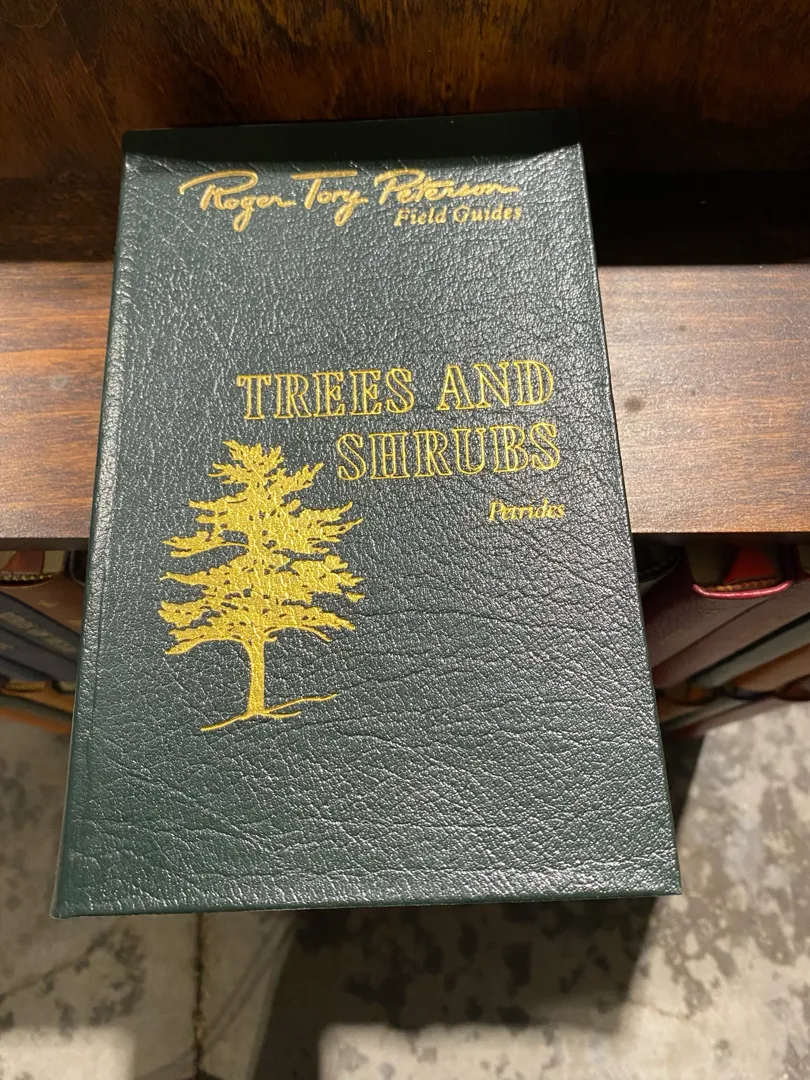 Roger Tory Peterson
Field Guides
TREES AND
SHRUBS
Petrides